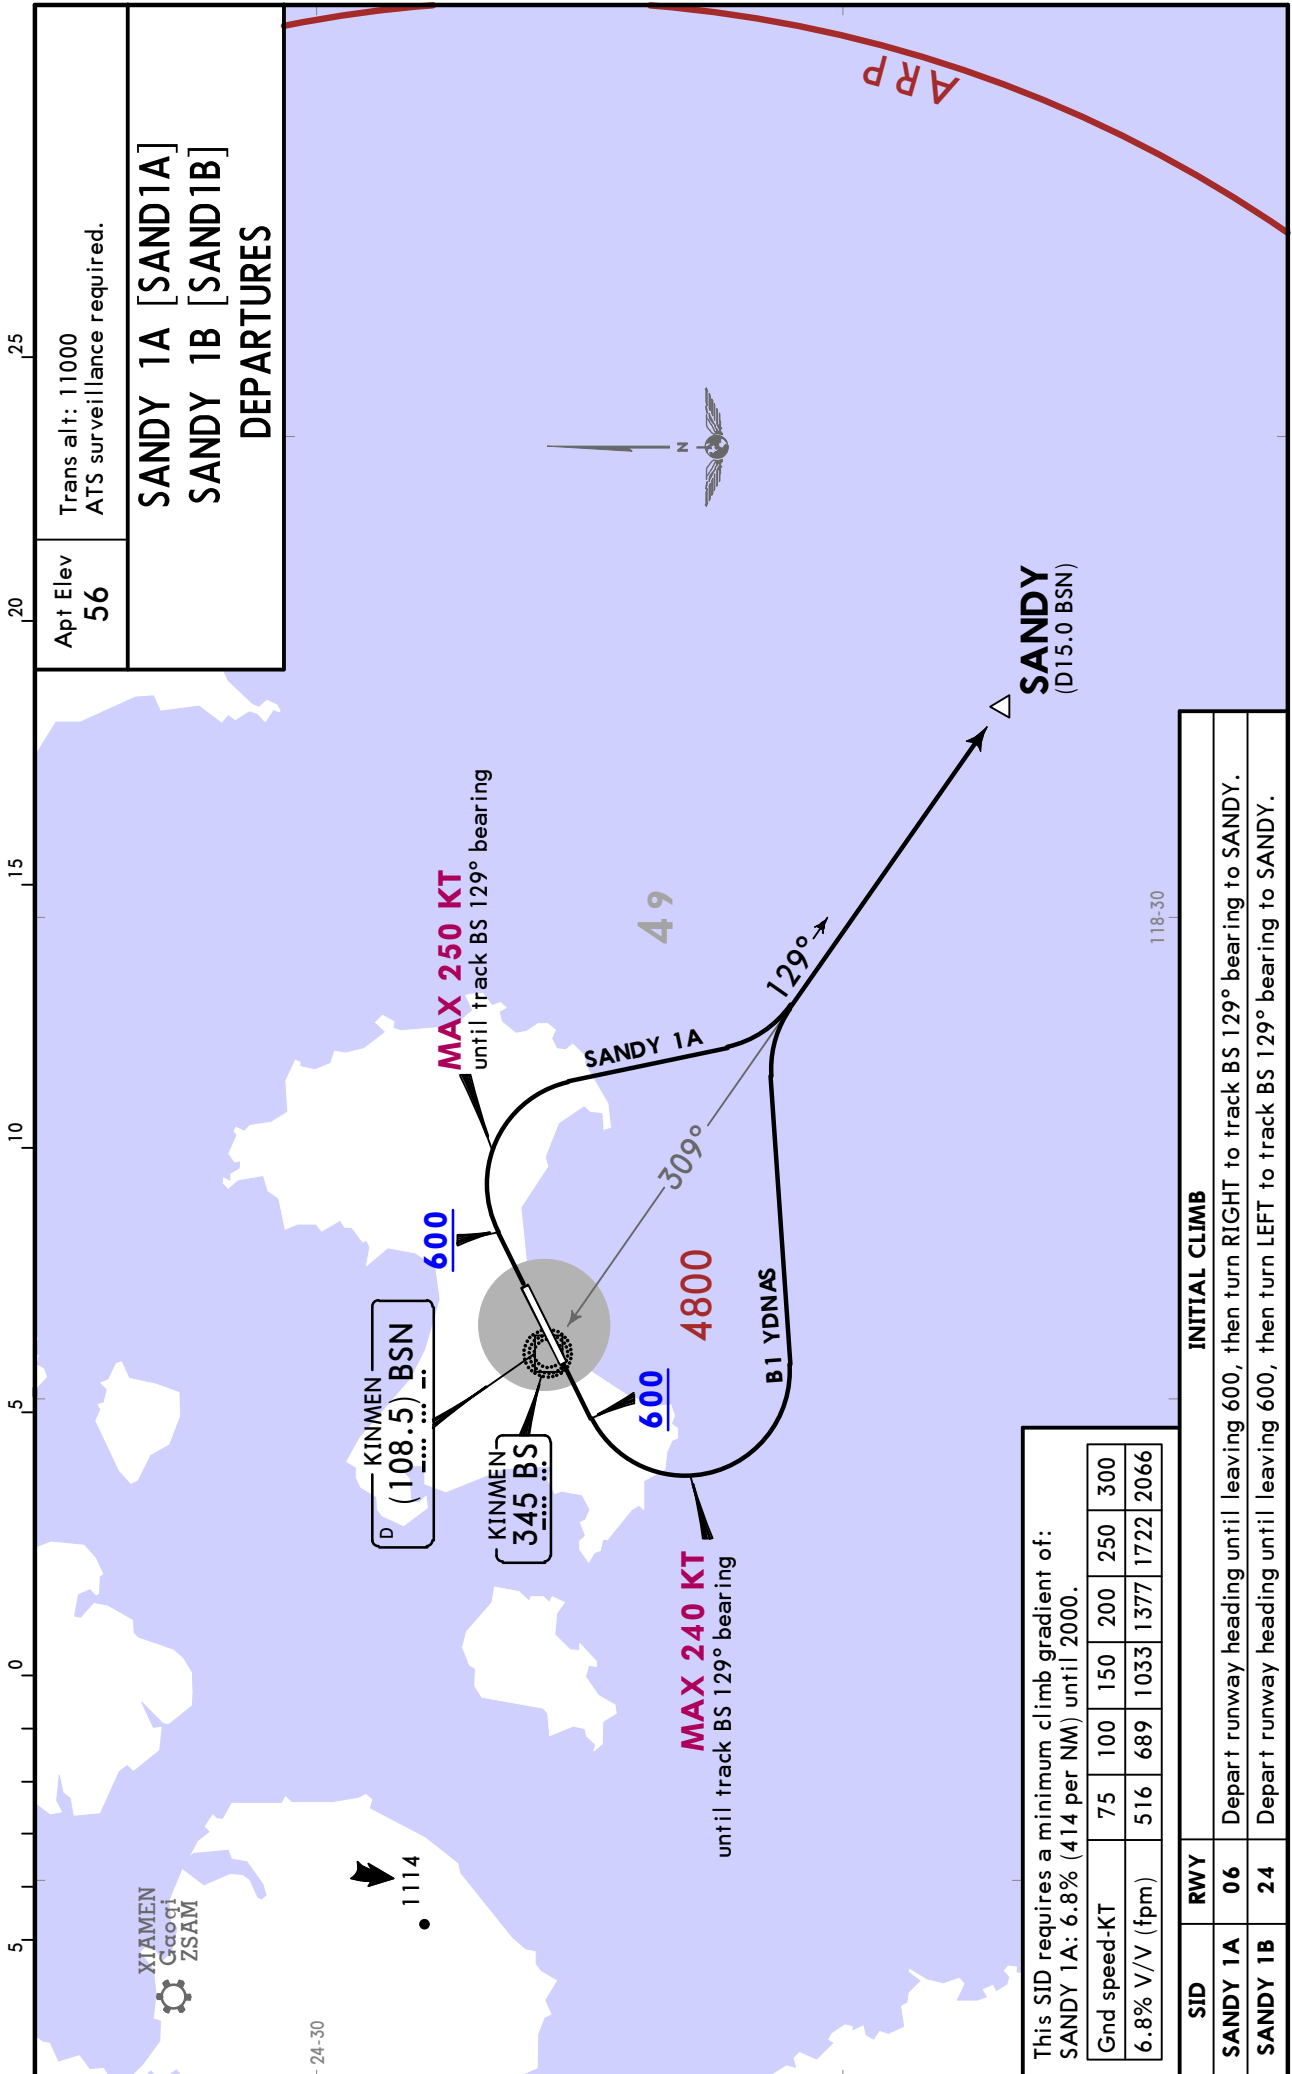 Apt Elev
56
Trans alt: 11000
ATS surveillance required.
SANDY 1A [SAND1A]
SANDY 1B [SAND1B]
DEPARTURES
5
0
5
10
15
20
25
ARP
XIAMEN
Gaoqi
ZSAM
1114
24-30
KINMEN
D (108.5) BSN
KINMEN
345 BS
600
MAX 250 KT
until track BS 129° bearing
SANDY 1A
49
600
4800
309°
129°
B1 YDNAS
MAX 240 KT
until track BS 129° bearing
N
SANDY
(D15.0 BSN)
118-30
This SID requires a minimum climb gradient of:
SANDY 1A: 6.8% (414 per NM) until 2000.
Gnd speed-KT 75 100 150 200 250 300
6.8% V/V (fpm) 516 689 1033 1377 1722 2066
SID RWY INITIAL CLIMB
SANDY 1A 06 Depart runway heading until leaving 600, then turn RIGHT to track BS 129° bearing to SANDY.
SANDY 1B 24 Depart runway heading until leaving 600, then turn LEFT to track BS 129° bearing to SANDY.